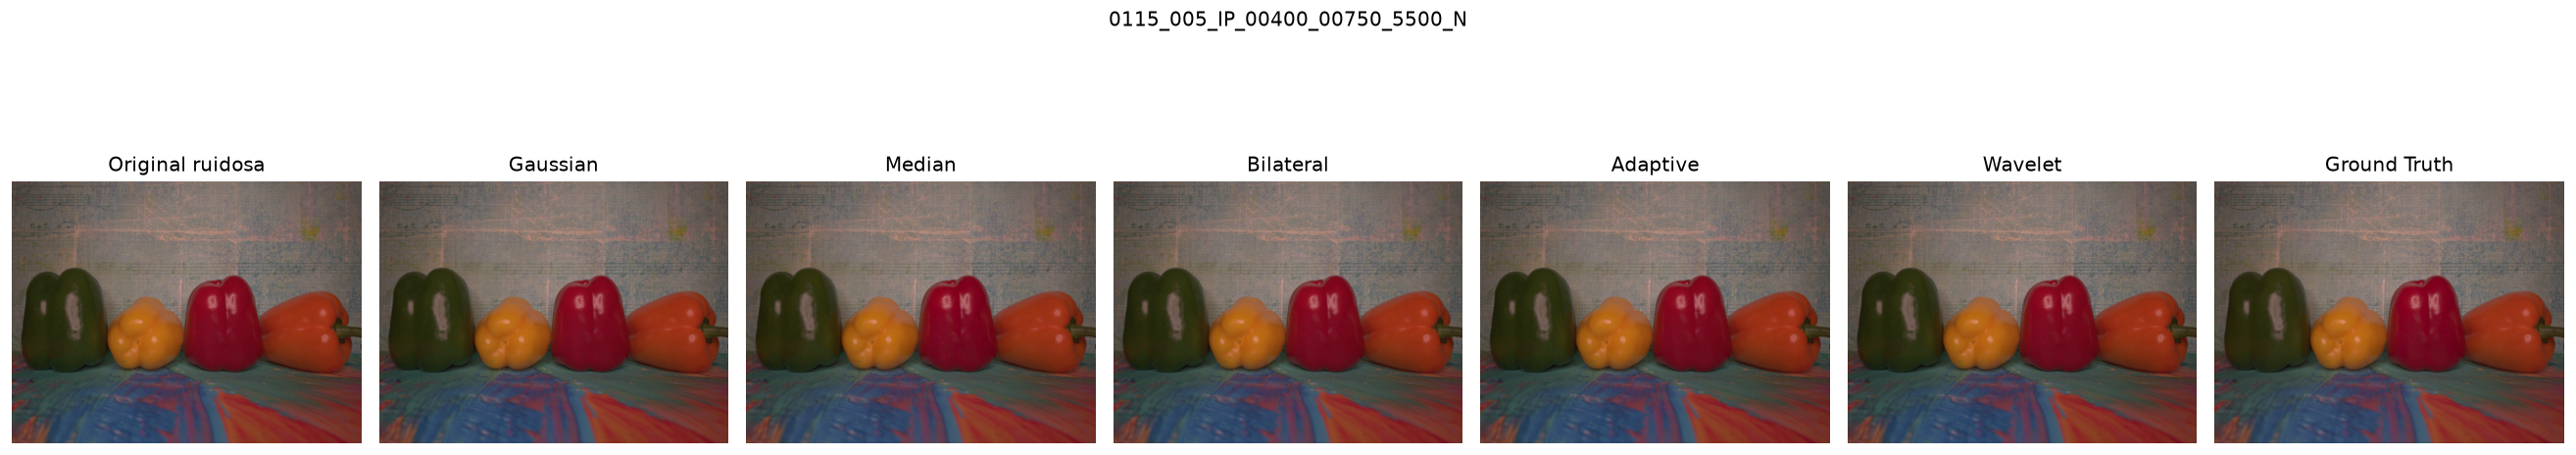 0115_005_IP_00400_00750_5500_N
Original ruidosa
Gaussian
Median
Bilateral
Adaptive
Wavelet
Ground Truth